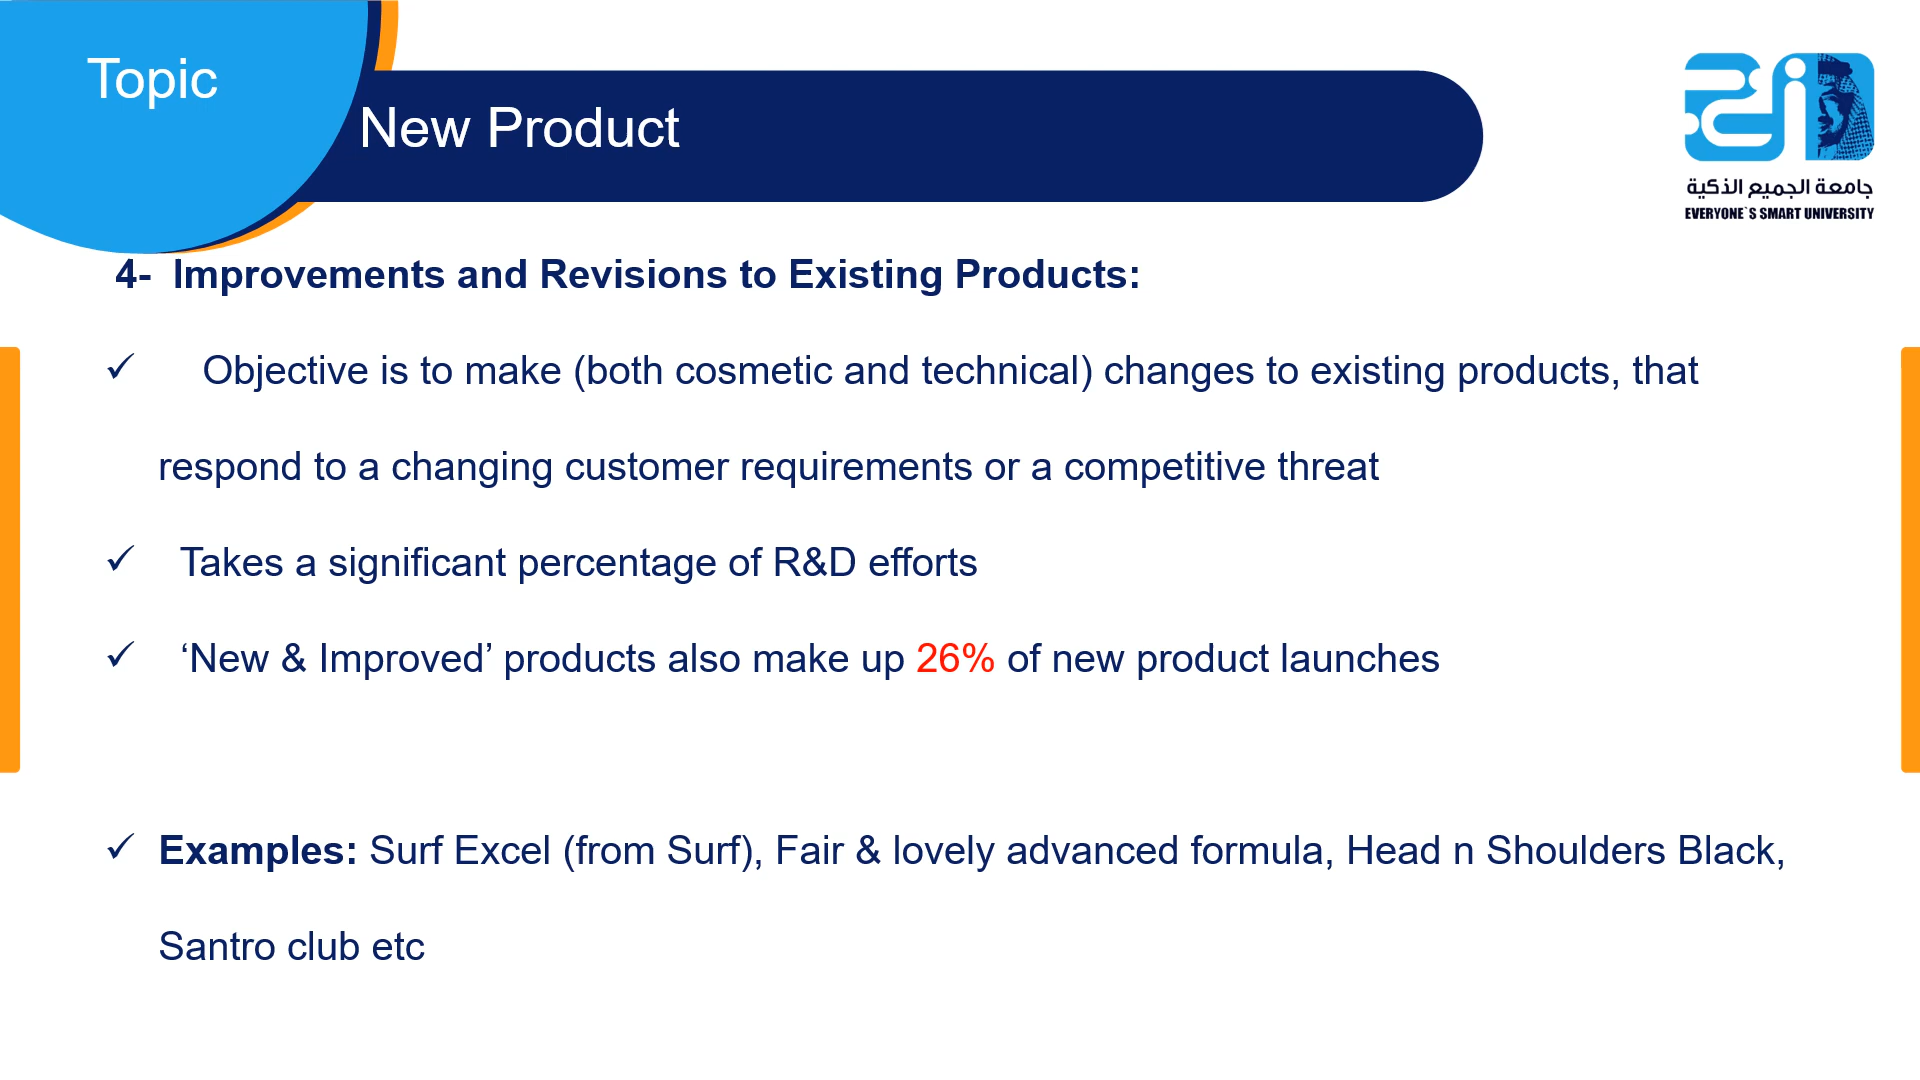 Topic
New Product
جامعة الجميع الذكية
EVERYONE`S SMART UNIVERSITY
4- Improvements and Revisions to Existing Products:
✓ Objective is to make (both cosmetic and technical) changes to existing products, that
respond to a changing customer requirements or a competitive threat
✓ Takes a significant percentage of R&D efforts
✓ ‘New & Improved’ products also make up 26% of new product launches
✓ Examples: Surf Excel (from Surf), Fair & lovely advanced formula, Head n Shoulders Black,
Santro club etc